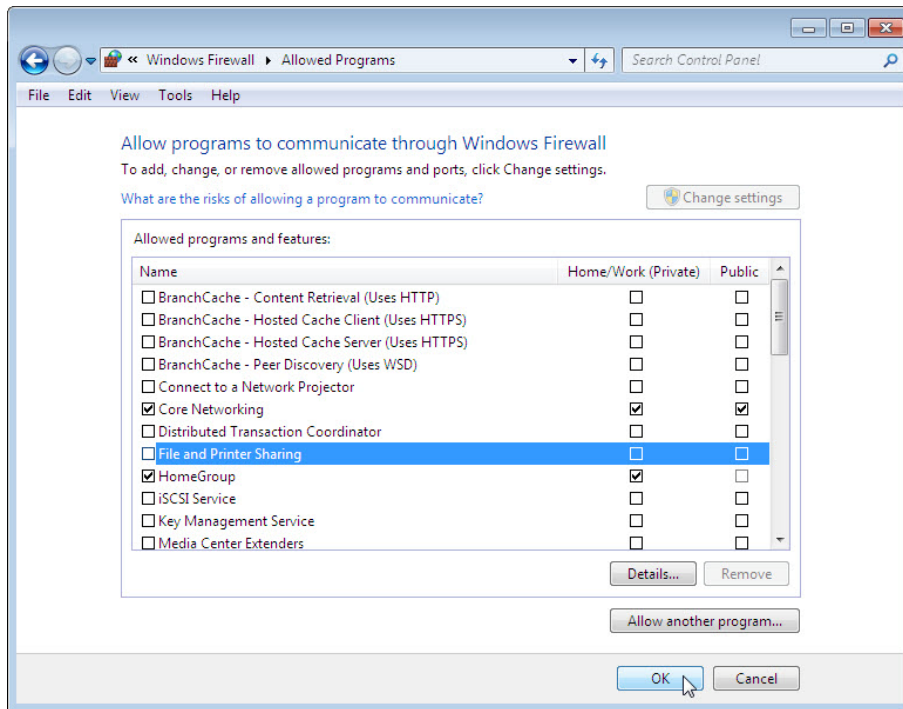 « Windows Firewall ▸ Allowed Programs
Search Control Panel
File Edit View Tools Help
Allow programs to communicate through Windows Firewall
To add, change, or remove allowed programs and ports, click Change settings.
What are the risks of allowing a program to communicate?
Change settings
Allowed programs and features:
Name Home/Work (Private) Public
BranchCache - Content Retrieval (Uses HTTP)
BranchCache - Hosted Cache Client (Uses HTTPS)
BranchCache - Hosted Cache Server (Uses HTTPS)
BranchCache - Peer Discovery (Uses WSD)
Connect to a Network Projector
Core Networking
Distributed Transaction Coordinator
File and Printer Sharing
HomeGroup
iSCSI Service
Key Management Service
Media Center Extenders
Details... Remove
Allow another program...
OK Cancel